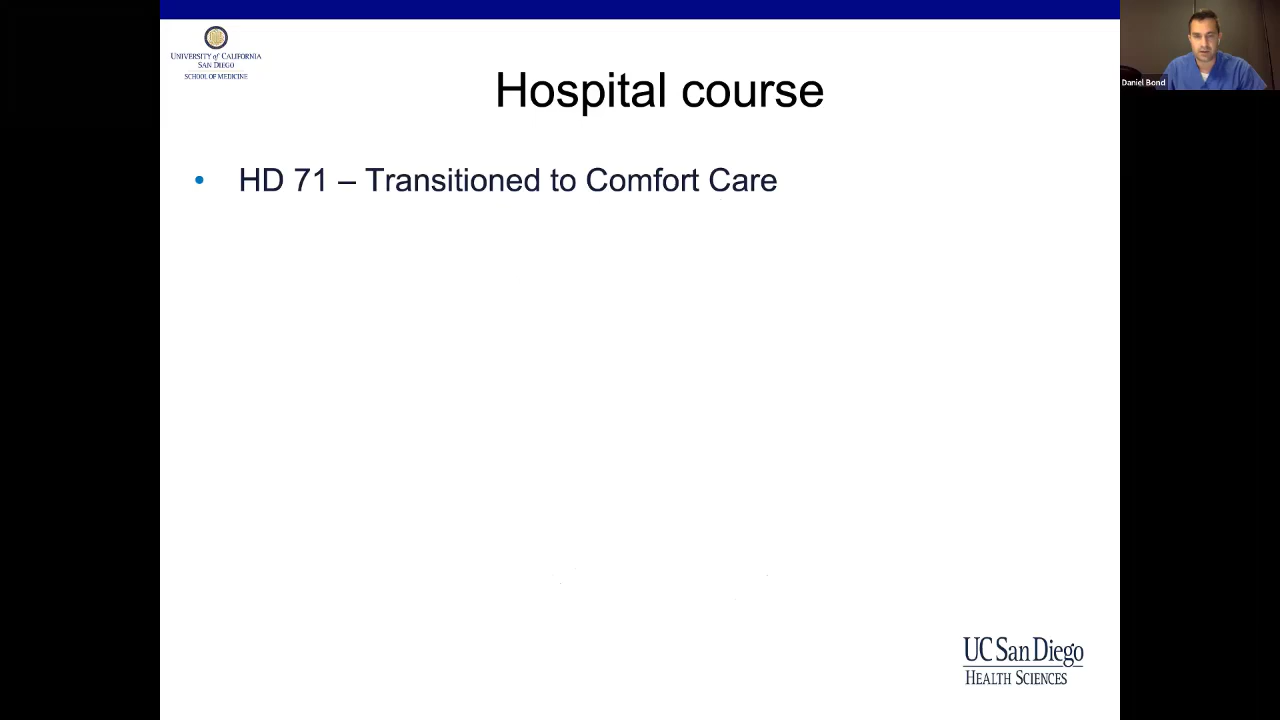 UNIVERSITY of CALIFORNIA
SAN DIEGO
SCHOOL OF MEDICINE
Hospital course
Daniel Bond
• HD 71 – Transitioned to Comfort Care
UC San Diego
HEALTH SCIENCES